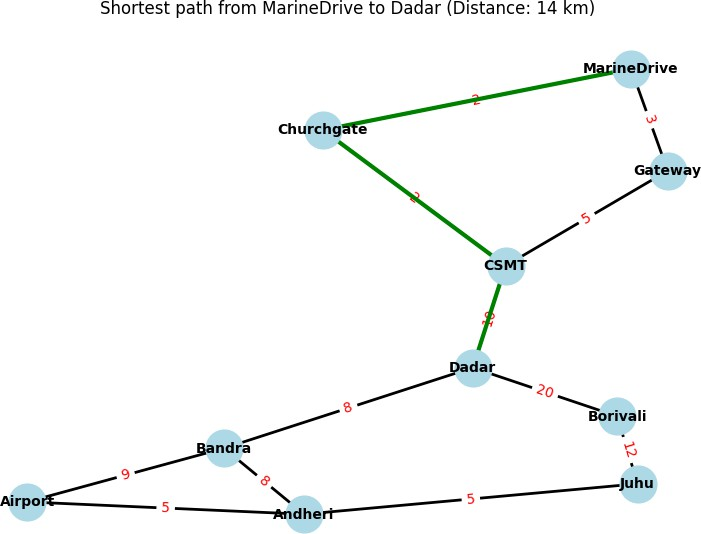 Shortest path from MarineDrive to Dadar (Distance: 14 km)
MarineDrive
2
Churchgate
3
Gateway
2
5
CSMT
10
Dadar
20
8
Borivali
Bandra
12
9
8
Juhu
Airport
5
5
Andheri